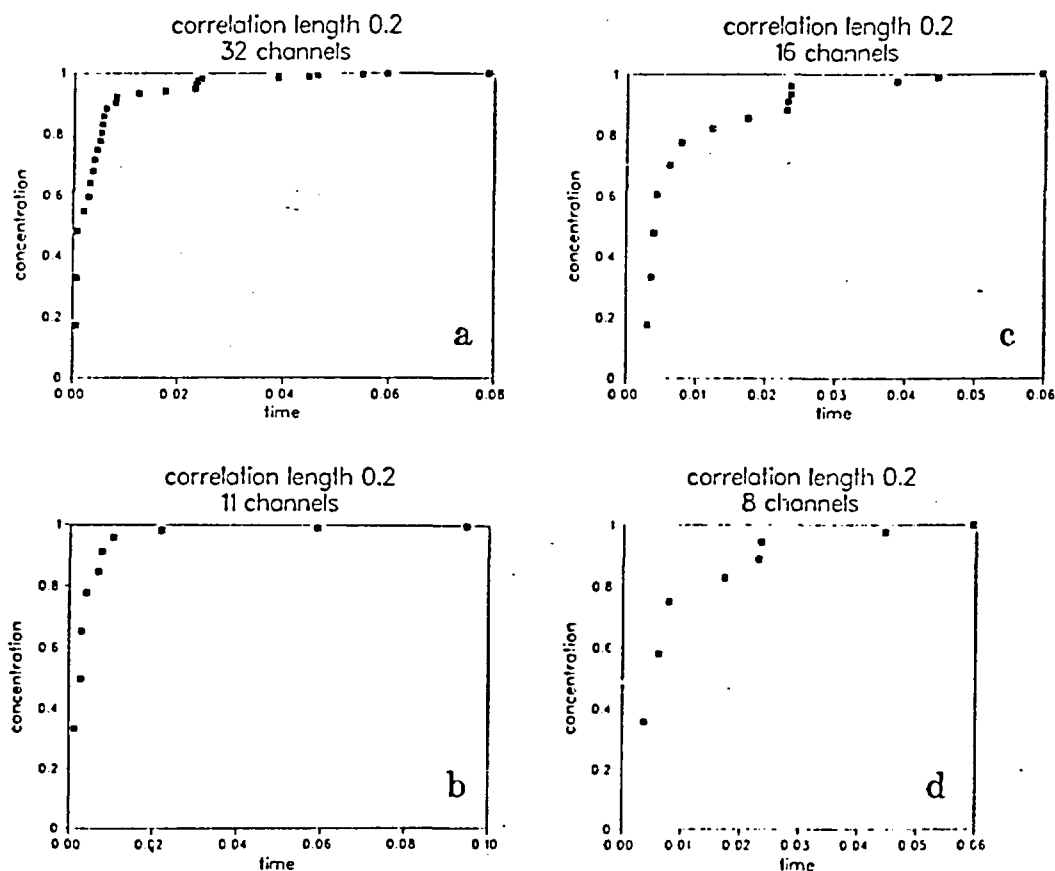 correlation length 0.2
32 channels
1
0.8
0.6
0.4
0.2
0
concentration
0.00 0.02 0.04 0.06 0.08
time
a
correlation length 0.2
16 channels
1
0.8
0.6
0.4
0.2
0
concentration
0.00 0.01 0.02 0.03 0.04 0.05 0.06
time
c
correlation length 0.2
11 channels
1
0.8
0.6
0.4
0.2
0
concentration
0.00 0.02 0.04 0.06 0.08 0.10
time
b
correlation length 0.2
8 channels
1
0.8
0.6
0.4
0.2
0
concentration
0.00 0.01 0.02 0.03 0.04 0.05 0.06
time
d